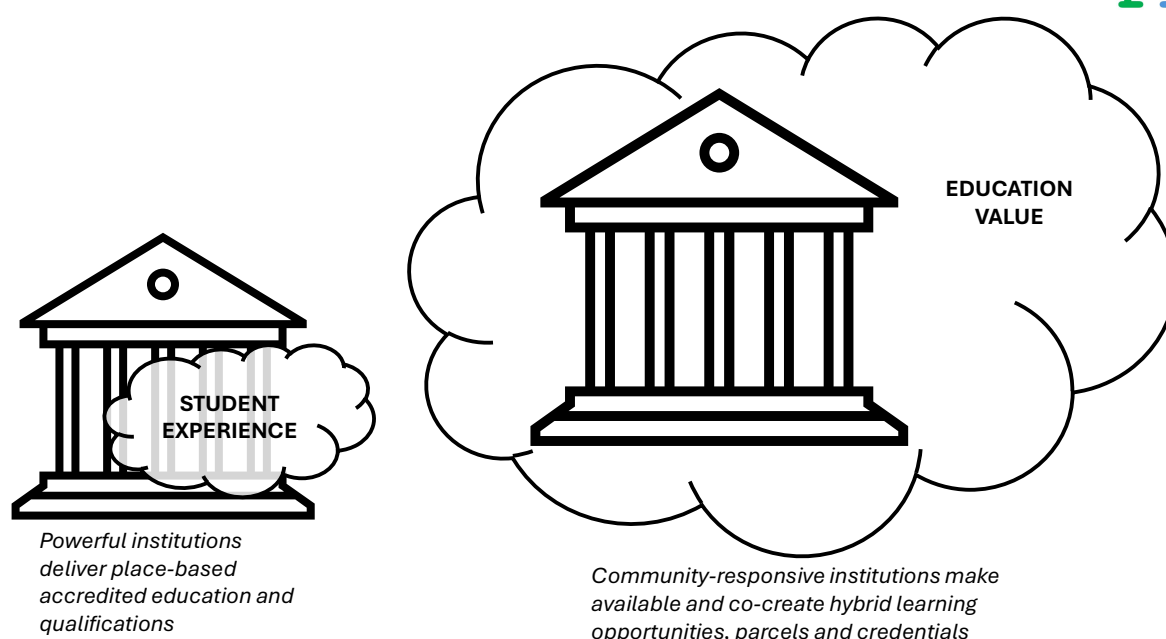 EDUCATION
VALUE
STUDENT
EXPERIENCE
Powerful institutions
deliver place-based
accredited education and
qualifications
Community-responsive institutions make
available and co-create hybrid learning
opportunities, parcels and credentials